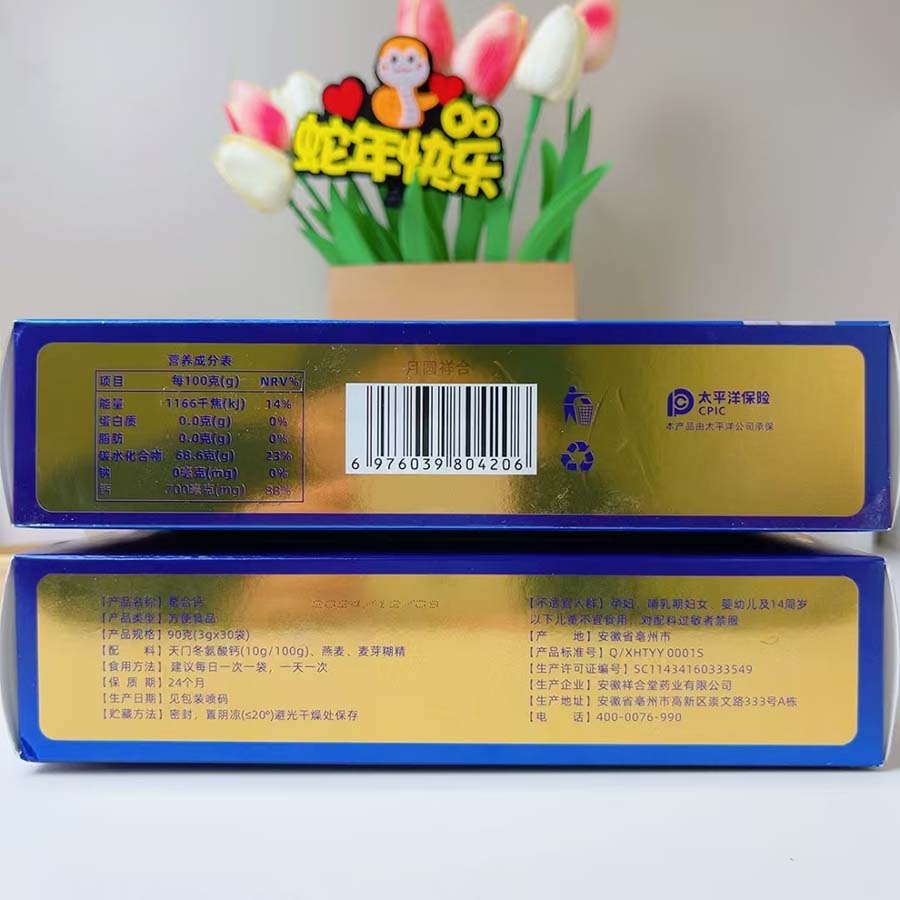 蛇年快乐
营养成分表
项目 每100克(g) NRV%
能量 1166千焦(kJ) 14%
蛋白质 0.0克(g) 0%
脂肪 0.0克(g) 0%
碳水化合物 68.6克(g) 23%
钠 0毫克(mg) 0%
钙 700毫克(mg) 88%
月圆祥合
6 976039 804206
太平洋保险
CPIC
本产品由太平洋公司承保
【产品名称】螯合钙
【产品类型】方便食品
【产品规格】90克(3gx30袋)
【配 料】天门冬氨酸钙(10g/100g)、燕麦、麦芽糊精
【食用方法】建议每日一次一袋,一天一次
【保 质 期】24个月
【生产日期】见包装喷码
【贮藏方法】密封,置阴凉(≤20°)避光干燥处保存
2024/12/09
【不适宜人群】孕妇、哺乳期妇女、婴幼儿及14周岁
以下儿童不宜食用,对配料过敏者禁服
【产 地】安徽省亳州市
【产品标准号】Q/XHTYY 0001S
【生产许可证编号】SC11434160333549
【生产企业】安徽祥合堂药业有限公司
【生产地址】安徽省亳州市高新区崇文路333号A栋
【电 话】400-0076-990